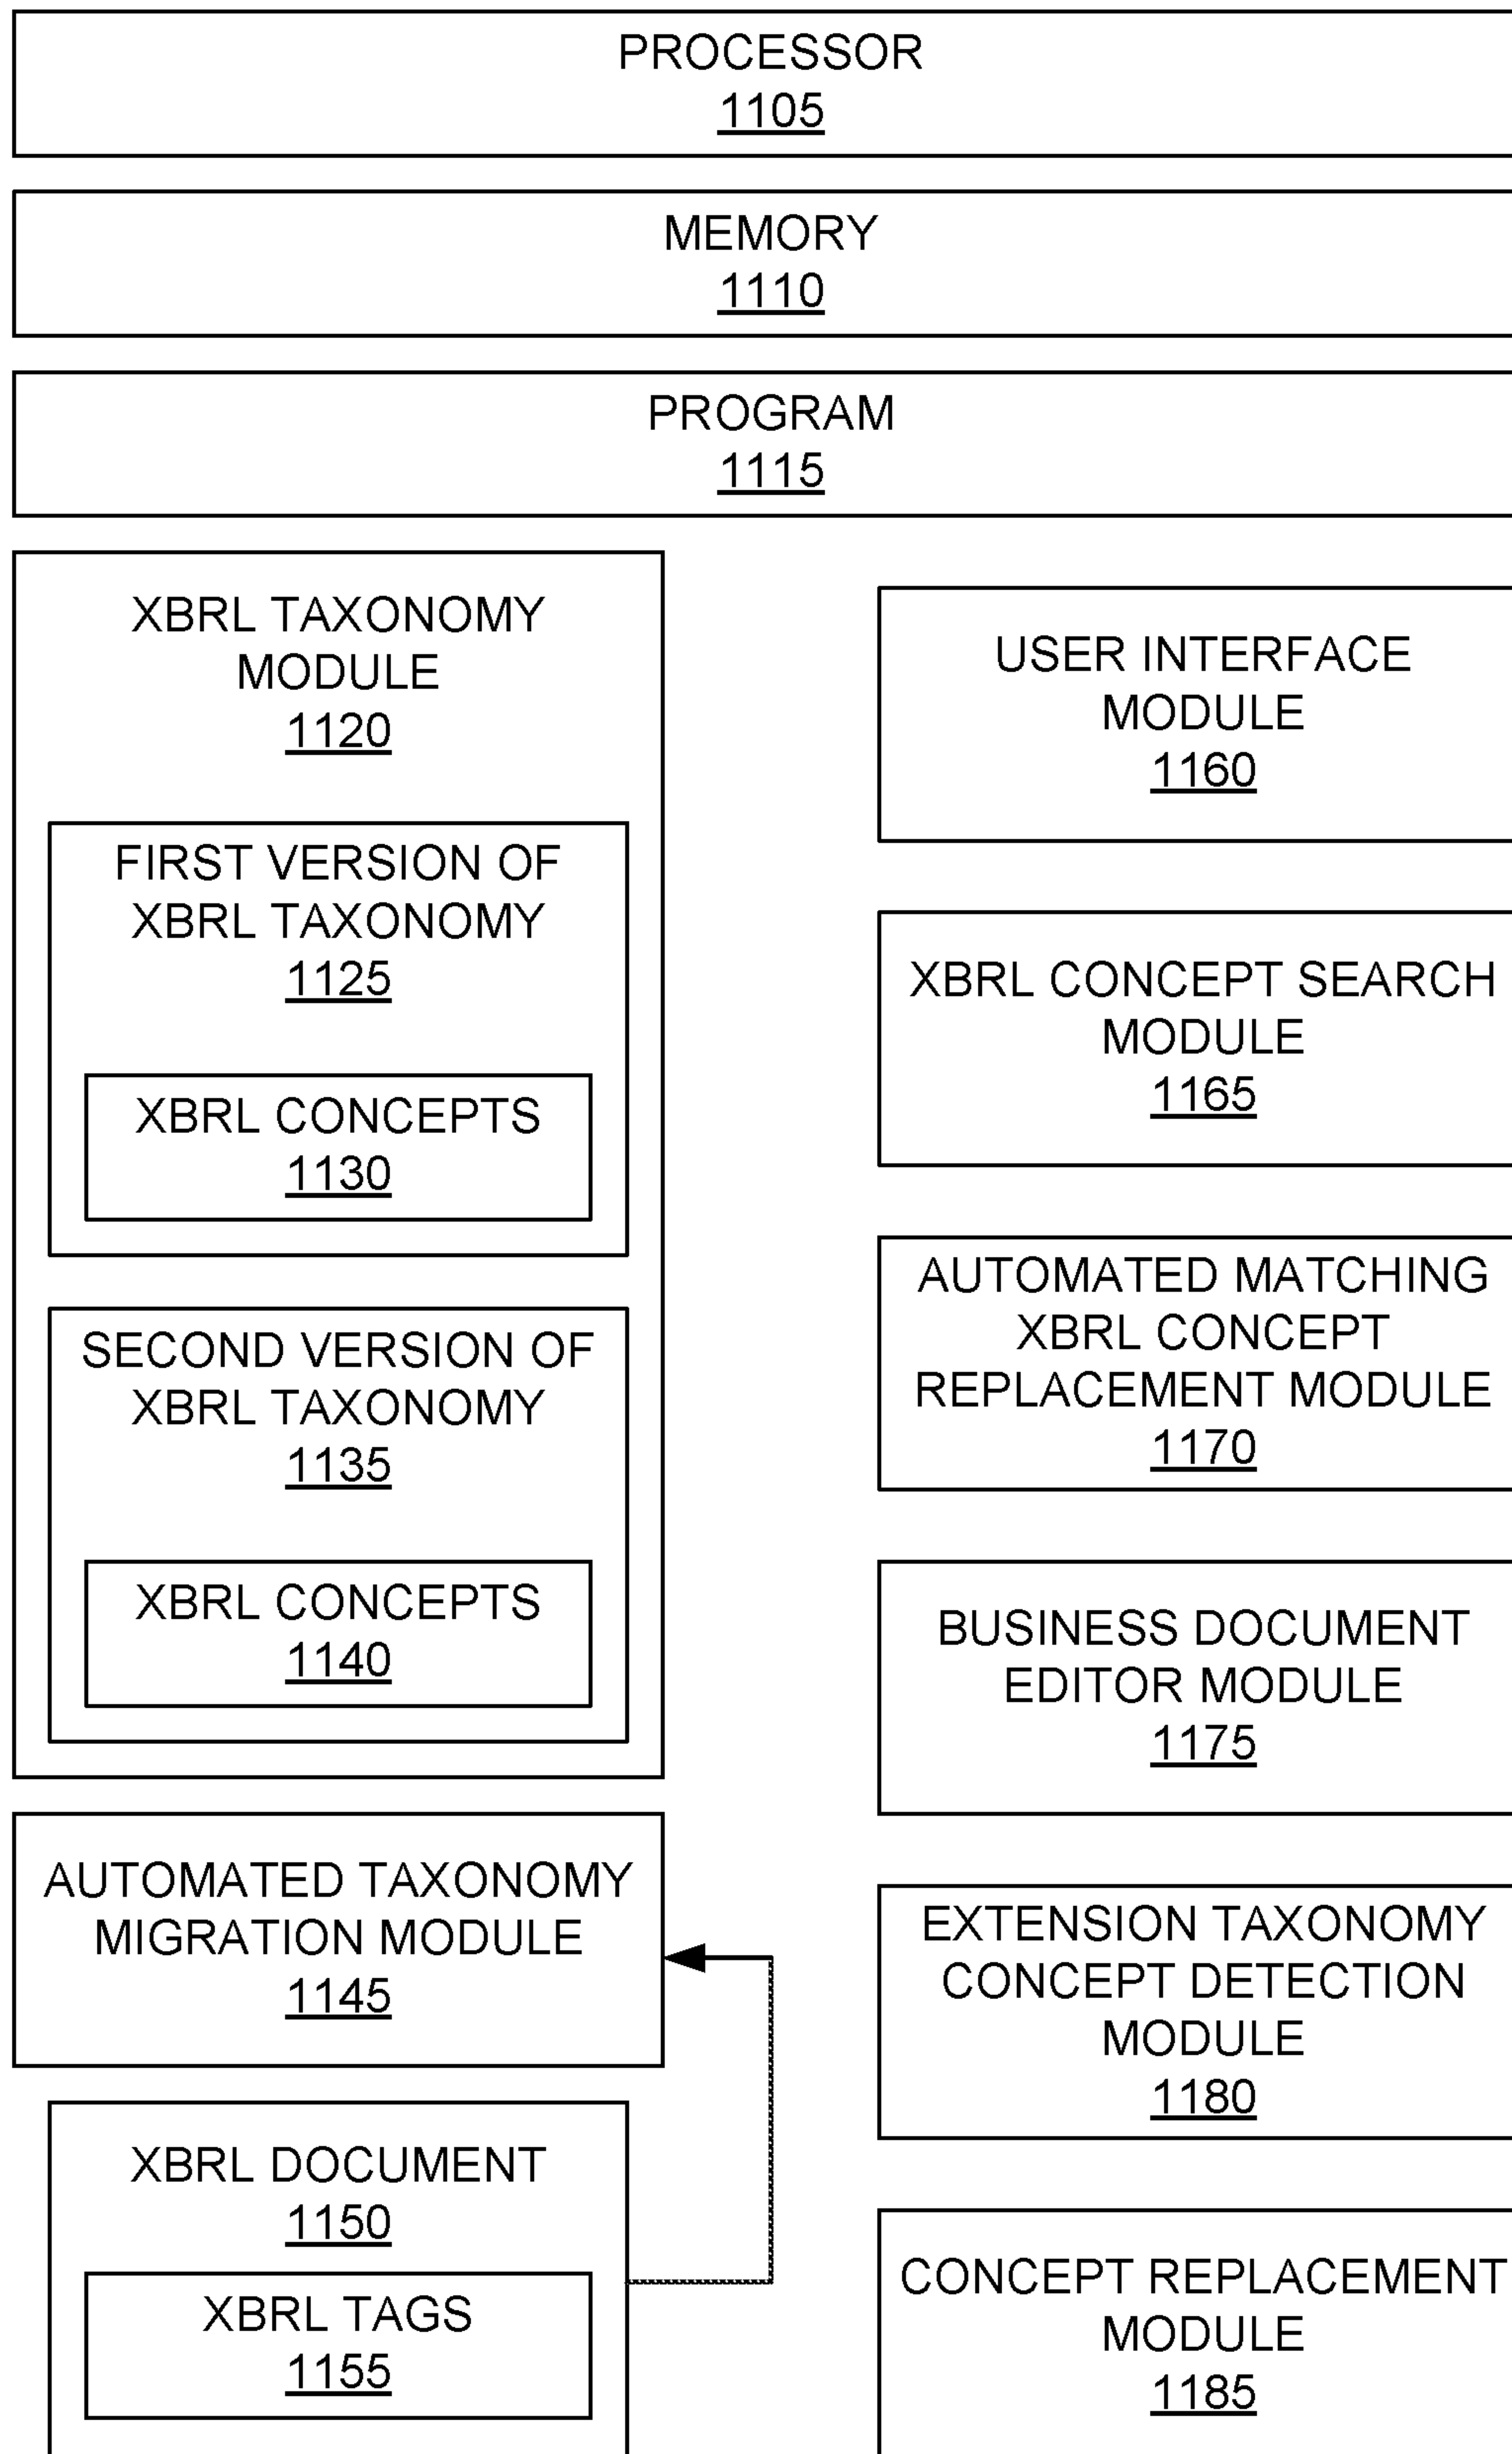 PROCESSOR
1105
MEMORY
1110
PROGRAM
1115
XBRL TAXONOMY
MODULE
1120
FIRST VERSION OF
XBRL TAXONOMY
1125
XBRL CONCEPTS
1130
SECOND VERSION OF
XBRL TAXONOMY
1135
XBRL CONCEPTS
1140
AUTOMATED TAXONOMY
MIGRATION MODULE
1145
XBRL DOCUMENT
1150
XBRL TAGS
1155
USER INTERFACE
MODULE
1160
XBRL CONCEPT SEARCH
MODULE
1165
AUTOMATED MATCHING
XBRL CONCEPT
REPLACEMENT MODULE
1170
BUSINESS DOCUMENT
EDITOR MODULE
1175
EXTENSION TAXONOMY
CONCEPT DETECTION
MODULE
1180
CONCEPT REPLACEMENT
MODULE
1185